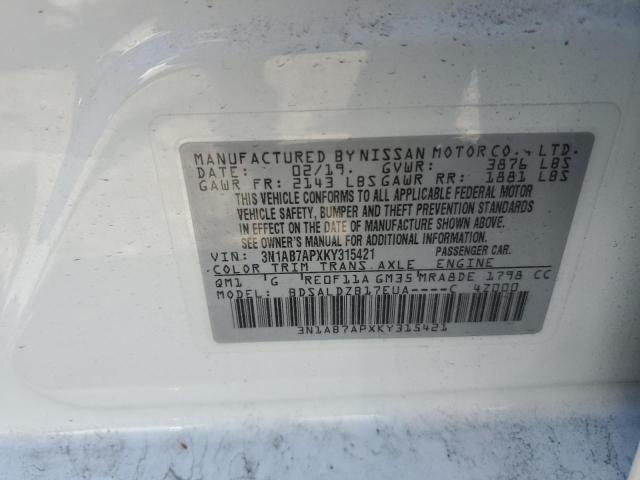 MANUFACTURED BY NISSAN MOTOR CO., LTD.
DATE: 02/19. GVWR: 3876 LBS
GAWR FR: 2143 LBS GAWR RR: 1881 LBS
THIS VEHICLE CONFORMS TO ALL APPLICABLE FEDERAL MOTOR
VEHICLE SAFETY, BUMPER AND THEFT PREVENTION STANDARDS
IN EFFECT ON THE DATE OF MANUFACTURE SHOWN ABOVE.
SEE OWNER'S MANUAL FOR ADDITIONAL INFORMATION.
VIN: 3N1AB7APXKY315421 PASSENGER CAR.
COLOR TRIM TRANS AXLE ENGINE
QM1 G RE0F11A GM35 MRA8DE 1798 CC
MODEL: BDSALDZB17EUA----C 4Z000
3N1AB7APXKY315421